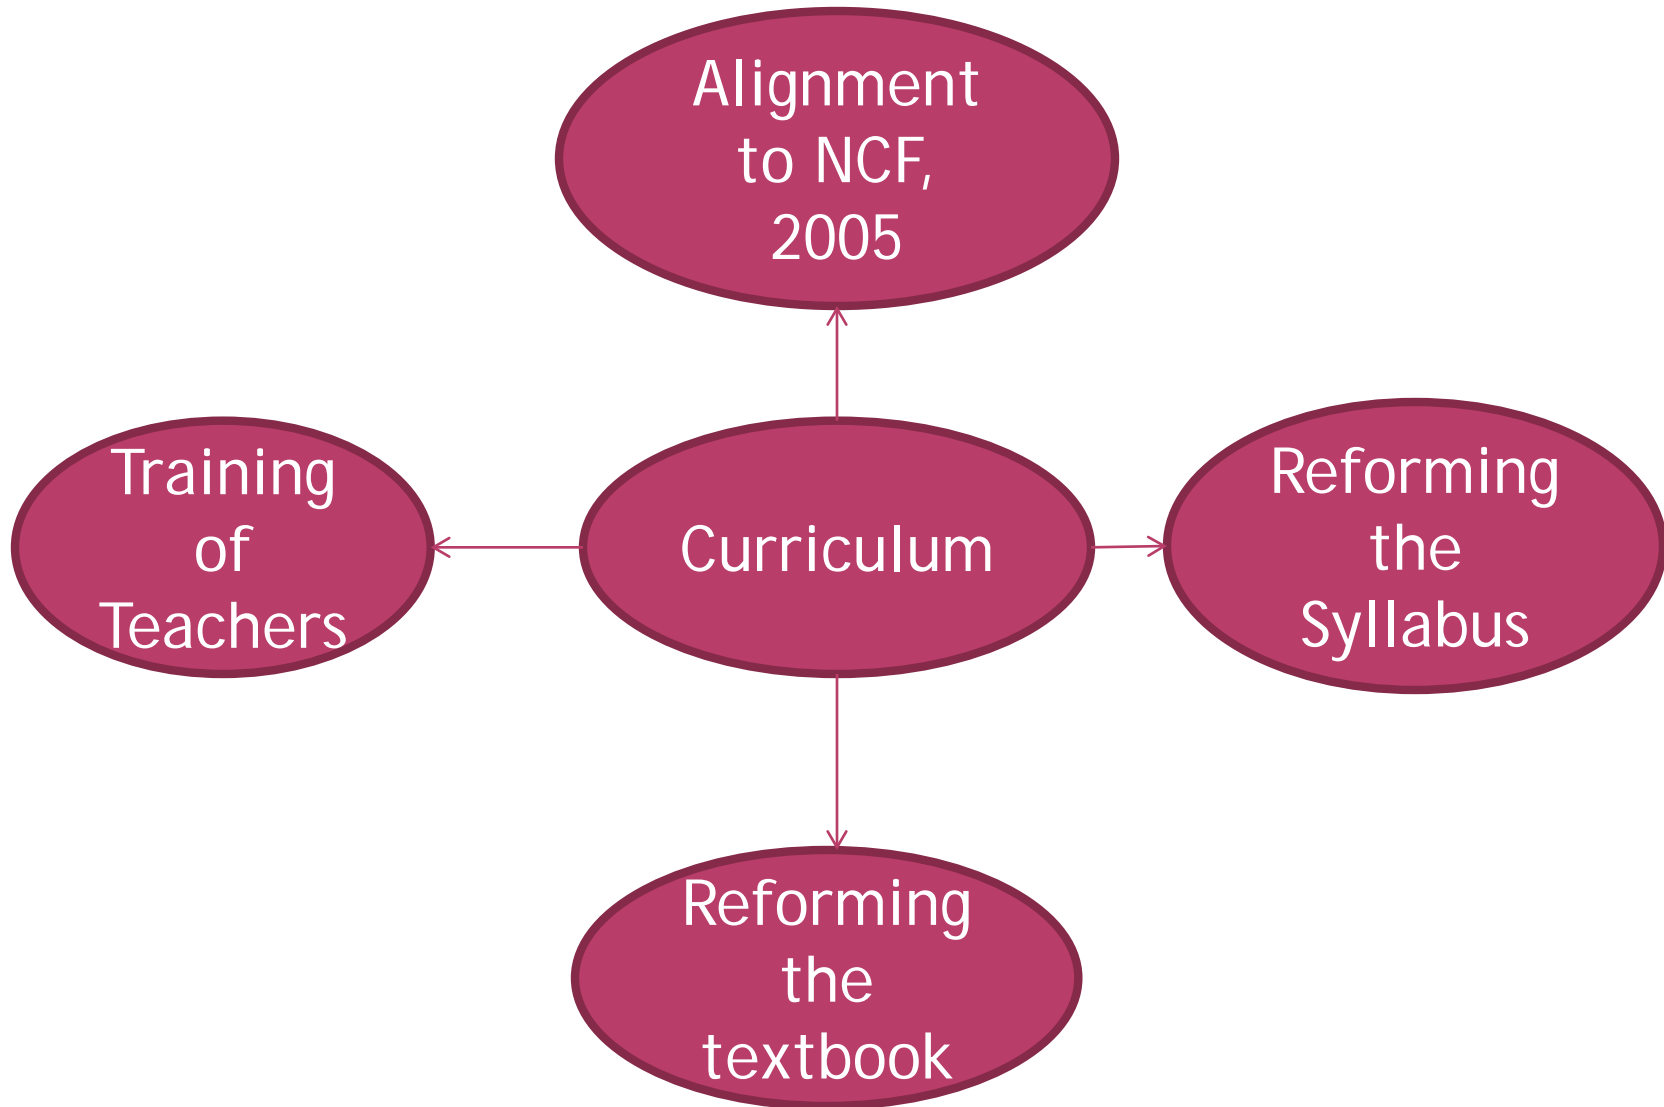 Alignment
to NCF,
2005
Training
of
Teachers
Curriculum
Reforming
the
Syllabus
Reforming
the
textbook